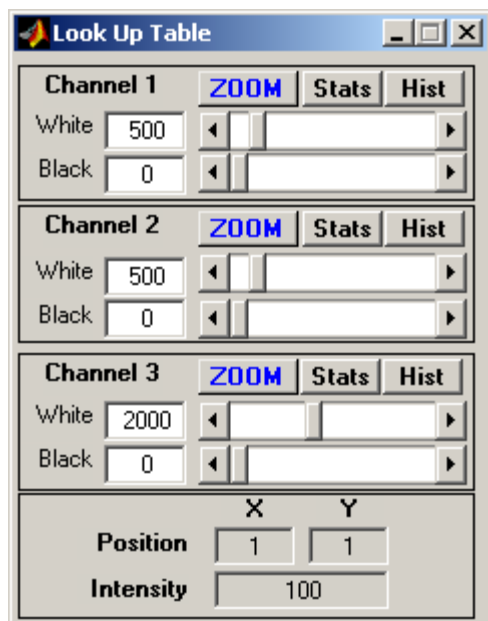 Look Up Table
Channel 1 ZOOM Stats Hist
White 500
Black 0
Channel 2 ZOOM Stats Hist
White 500
Black 0
Channel 3 ZOOM Stats Hist
White 2000
Black 0
X Y
Position 1 1
Intensity 100